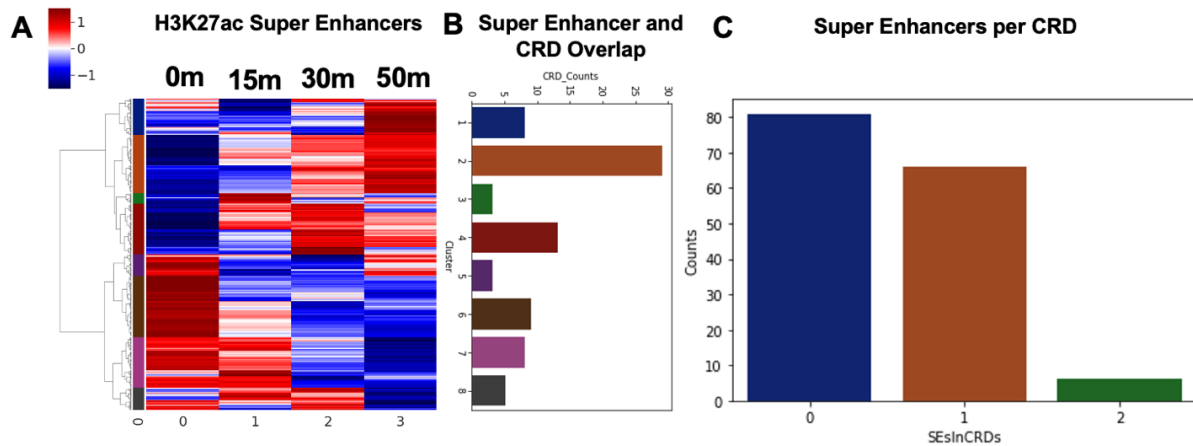 A
1
0
−1
H3K27ac Super Enhancers
0m 15m 30m 50m
0
0 1 2 3
B
Super Enhancer and
CRD Overlap
CRD_Counts
0 5 10 15 20 25 30
1
2
3
4
5
6
7
8
Cluster
C
Super Enhancers per CRD
80
70
60
50
40
30
20
10
0
Counts
0 1 2
SEsInCRDs